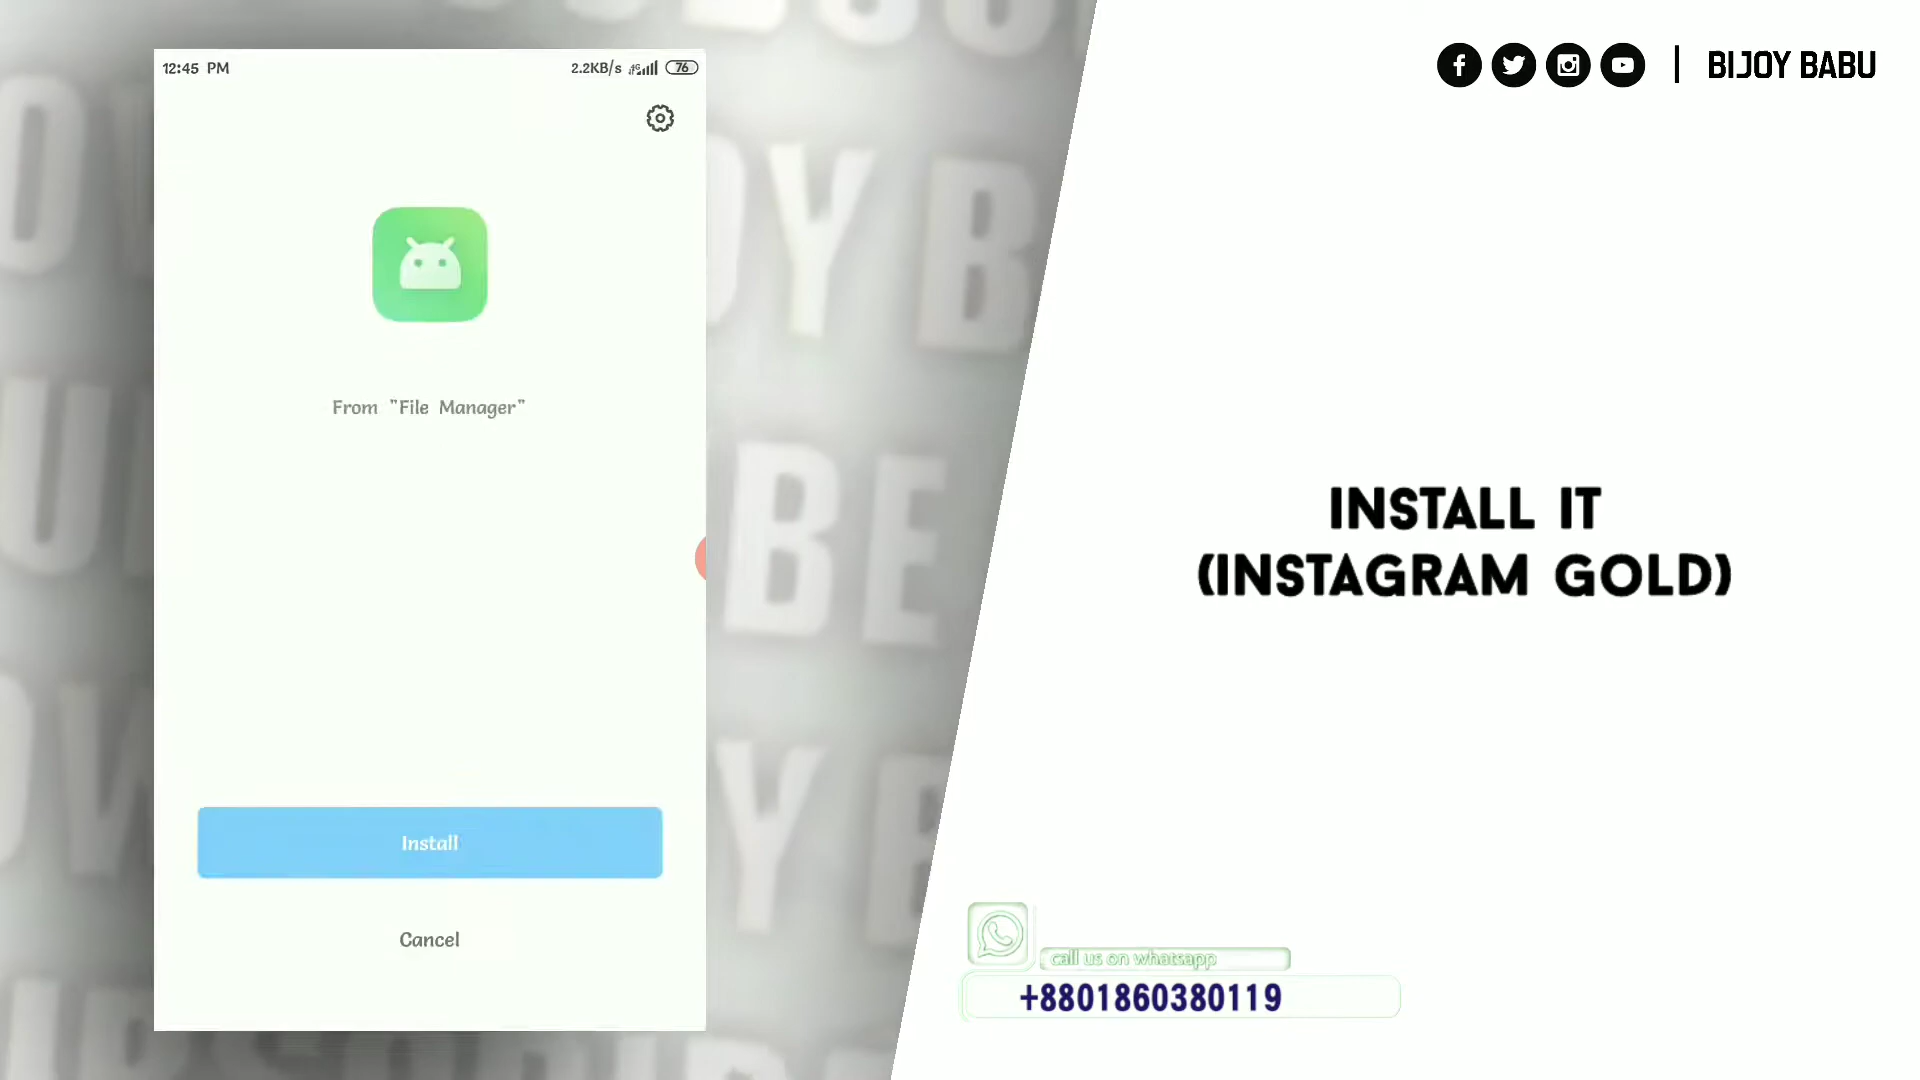 12:45 PM
2.2KB/s
76
BIJOY BABU
From "File Manager"
INSTALL IT
(INSTAGRAM GOLD)
Install
Cancel
call us on whatsapp
+8801860380119